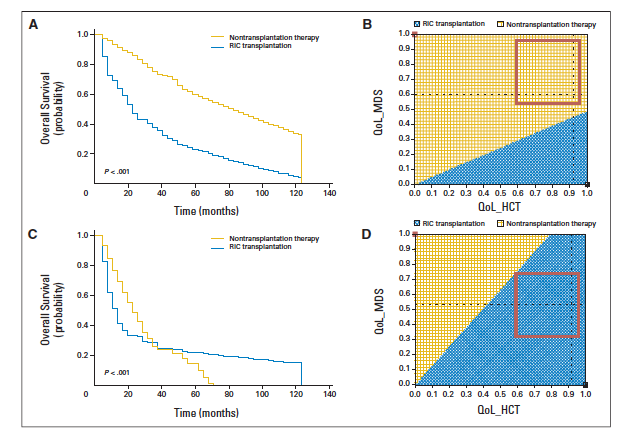 A
Nontransplantation therapy
RIC transplantation
1.0
0.8
0.6
0.4
0.2
Overall Survival
(probability)
P < .001
0 20 40 60 80 100 120 140
Time (months)
B
RIC transplantation Nontransplantation therapy
1.0
0.9
0.8
0.7
0.6
0.5
0.4
0.3
0.2
0.1
0.0
QoL_MDS
0.0 0.1 0.2 0.3 0.4 0.5 0.6 0.7 0.8 0.9 1.0
QoL_HCT
C
Nontransplantation therapy
RIC transplantation
1.0
0.8
0.6
0.4
0.2
Overall Survival
(probability)
P < .001
0 20 40 60 80 100 120 140
Time (months)
D
RIC transplantation Nontransplantation therapy
1.0
0.9
0.8
0.7
0.6
0.5
0.4
0.3
0.2
0.1
0.0
QoL_MDS
0.0 0.1 0.2 0.3 0.4 0.5 0.6 0.7 0.8 0.9 1.0
QoL_HCT